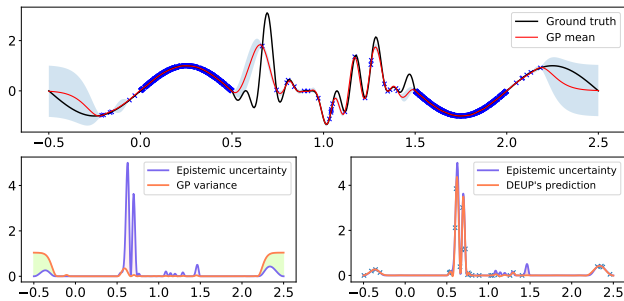 Ground truth
GP mean
2
0
−0.5 0.0 0.5 1.0 1.5 2.0 2.5
Epistemic uncertainty
GP variance
4
2
0
−0.5 0.0 0.5 1.0 1.5 2.0 2.5
Epistemic uncertainty
DEUP's prediction
4
2
0
−0.5 0.0 0.5 1.0 1.5 2.0 2.5